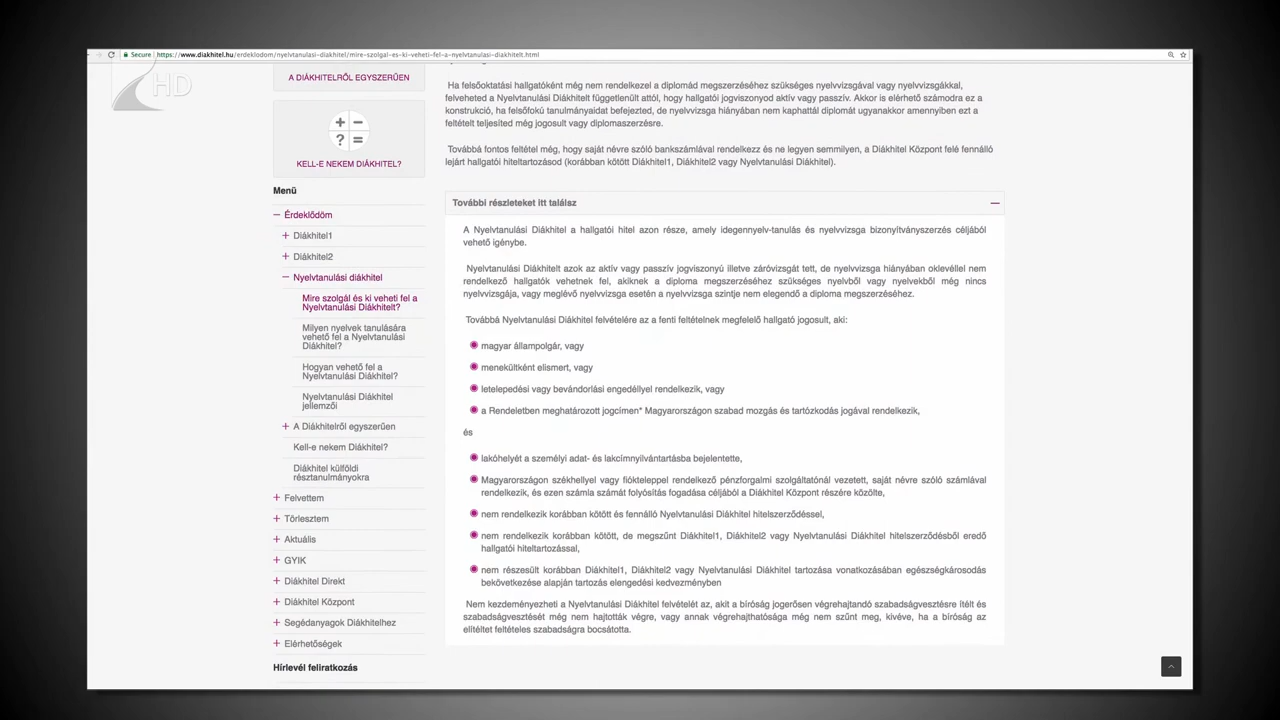 Secure https://www.diakhitel.hu/erdeklodom/nyelvtanulasi-diakhitel/mire-szolgal-es-ki-veheti-fel-a-nyelvtanulasi-diakhitelt.html
HD
A DIÁKHITELRŐL EGYSZERŰEN
KELL-E NEKEM DIÁKHITEL?
Menü
Érdeklődöm
Diákhitel1
Diákhitel2
Nyelvtanulási diákhitel
Mire szolgál és ki veheti fel a
Nyelvtanulási Diákhitelt?
Milyen nyelvek tanulására
vehető fel a Nyelvtanulási
Diákhitel?
Hogyan vehető fel a
Nyelvtanulási Diákhitel?
Nyelvtanulási Diákhitel
jellemzői
A Diákhitelről egyszerűen
Kell-e nekem Diákhitel?
Diákhitel külföldi
résztanulmányokra
Felvettem
Törlesztem
Aktuális
GYIK
Diákhitel Direkt
Diákhitel Központ
Segédanyagok Diákhitelhez
Elérhetőségek
Hírlevél feliratkozás
Ha felsőoktatási hallgatóként még nem rendelkezel a diplomád megszerzéséhez szükséges nyelvvizsgával vagy nyelvvizsgákkal,
felveheted a Nyelvtanulási Diákhitelt függetlenült attól, hogy hallgatói jogviszonyod aktív vagy passzív. Akkor is elérhető számodra ez a
konstrukció, ha felsőfokú tanulmányaidat befejezted, de nyelvvizsga hiányában nem kaphattál diplomát ugyanakkor amennyiben ezt a
feltételt teljesíted még jogosult vagy diplomaszerzésre.
Továbbá fontos feltétel még, hogy saját névre szóló bankszámlával rendelkezz és ne legyen semmilyen, a Diákhitel Központ felé fennálló
lejárt hallgatói hiteltartozásod (korábban kötött Diákhitel1, Diákhitel2 vagy Nyelvtanulási Diákhitel).
További részleteket itt találsz
A Nyelvtanulási Diákhitel a hallgatói hitel azon része, amely idegennyelv-tanulás és nyelvvizsga bizonyítványszerzés céljából
vehető igénybe.
Nyelvtanulási Diákhitelt azok az aktív vagy passzív jogviszonyú illetve záróvizsgát tett, de nyelvvizsga hiányában oklevéllel nem
rendelkező hallgatók vehetnek fel, akiknek a diploma megszerzéséhez szükséges nyelvből vagy nyelvekből még nincs
nyelvvizsgája, vagy meglévő nyelvvizsga esetén a nyelvvizsga szintje nem elegendő a diploma megszerzéséhez.
Továbbá Nyelvtanulási Diákhitel felvételére az a fenti feltételnek megfelelő hallgató jogosult, aki:
magyar állampolgár, vagy
menekültként elismert, vagy
letelepedési vagy bevándorlási engedéllyel rendelkezik, vagy
a Rendeletben meghatározott jogcímen* Magyarországon szabad mozgás és tartózkodás jogával rendelkezik,
és
lakóhelyét a személyi adat- és lakcímnyilvántartásba bejelentette,
Magyarországon székhellyel vagy fiókteleppel rendelkező pénzforgalmi szolgáltatónál vezetett, saját névre szóló számlával
rendelkezik, és ezen számla számát folyósítás fogadása céljából a Diákhitel Központ részére közölte,
nem rendelkezik korábban kötött és fennálló Nyelvtanulási Diákhitel hitelszerződéssel,
nem rendelkezik korábban kötött, de megszűnt Diákhitel1, Diákhitel2 vagy Nyelvtanulási Diákhitel hitelszerződésből eredő
hallgatói hiteltartozással,
nem részesült korábban Diákhitel1, Diákhitel2 vagy Nyelvtanulási Diákhitel tartozása vonatkozásában egészségkárosodás
bekövetkezése alapján tartozás elengedési kedvezményben
Nem kezdeményezheti a Nyelvtanulási Diákhitel felvételét az, akit a bíróság jogerősen végrehajtandó szabadságvesztésre ítélt és
szabadságvesztését még nem hajtották végre, vagy annak végrehajthatósága még nem szűnt meg, kivéve, ha a bíróság az
elítéltet feltételes szabadságra bocsátotta.